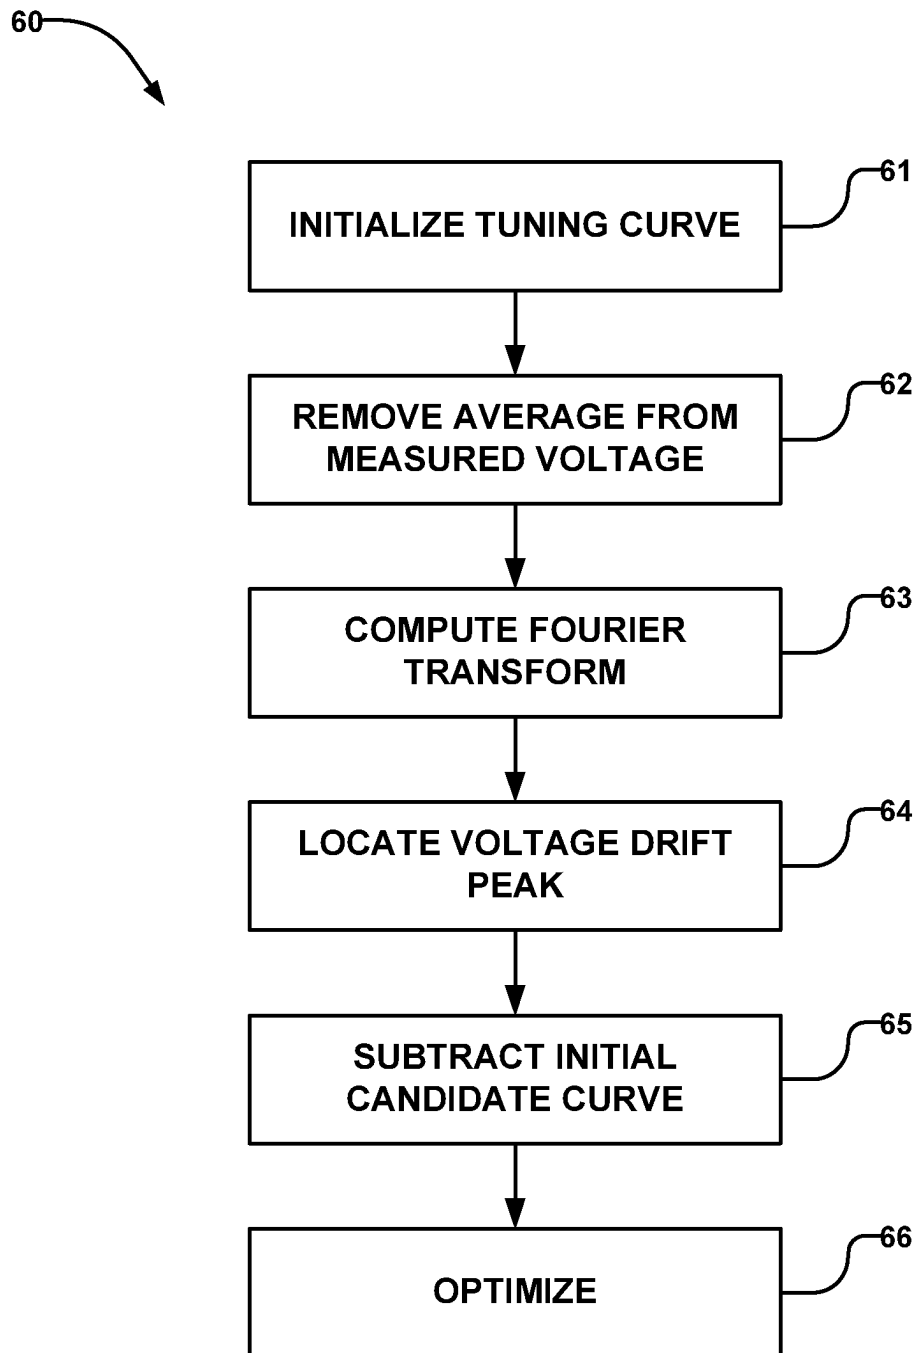 60
61
INITIALIZE TUNING CURVE
62
REMOVE AVERAGE FROM
MEASURED VOLTAGE
63
COMPUTE FOURIER
TRANSFORM
64
LOCATE VOLTAGE DRIFT
PEAK
65
SUBTRACT INITIAL
CANDIDATE CURVE
66
OPTIMIZE